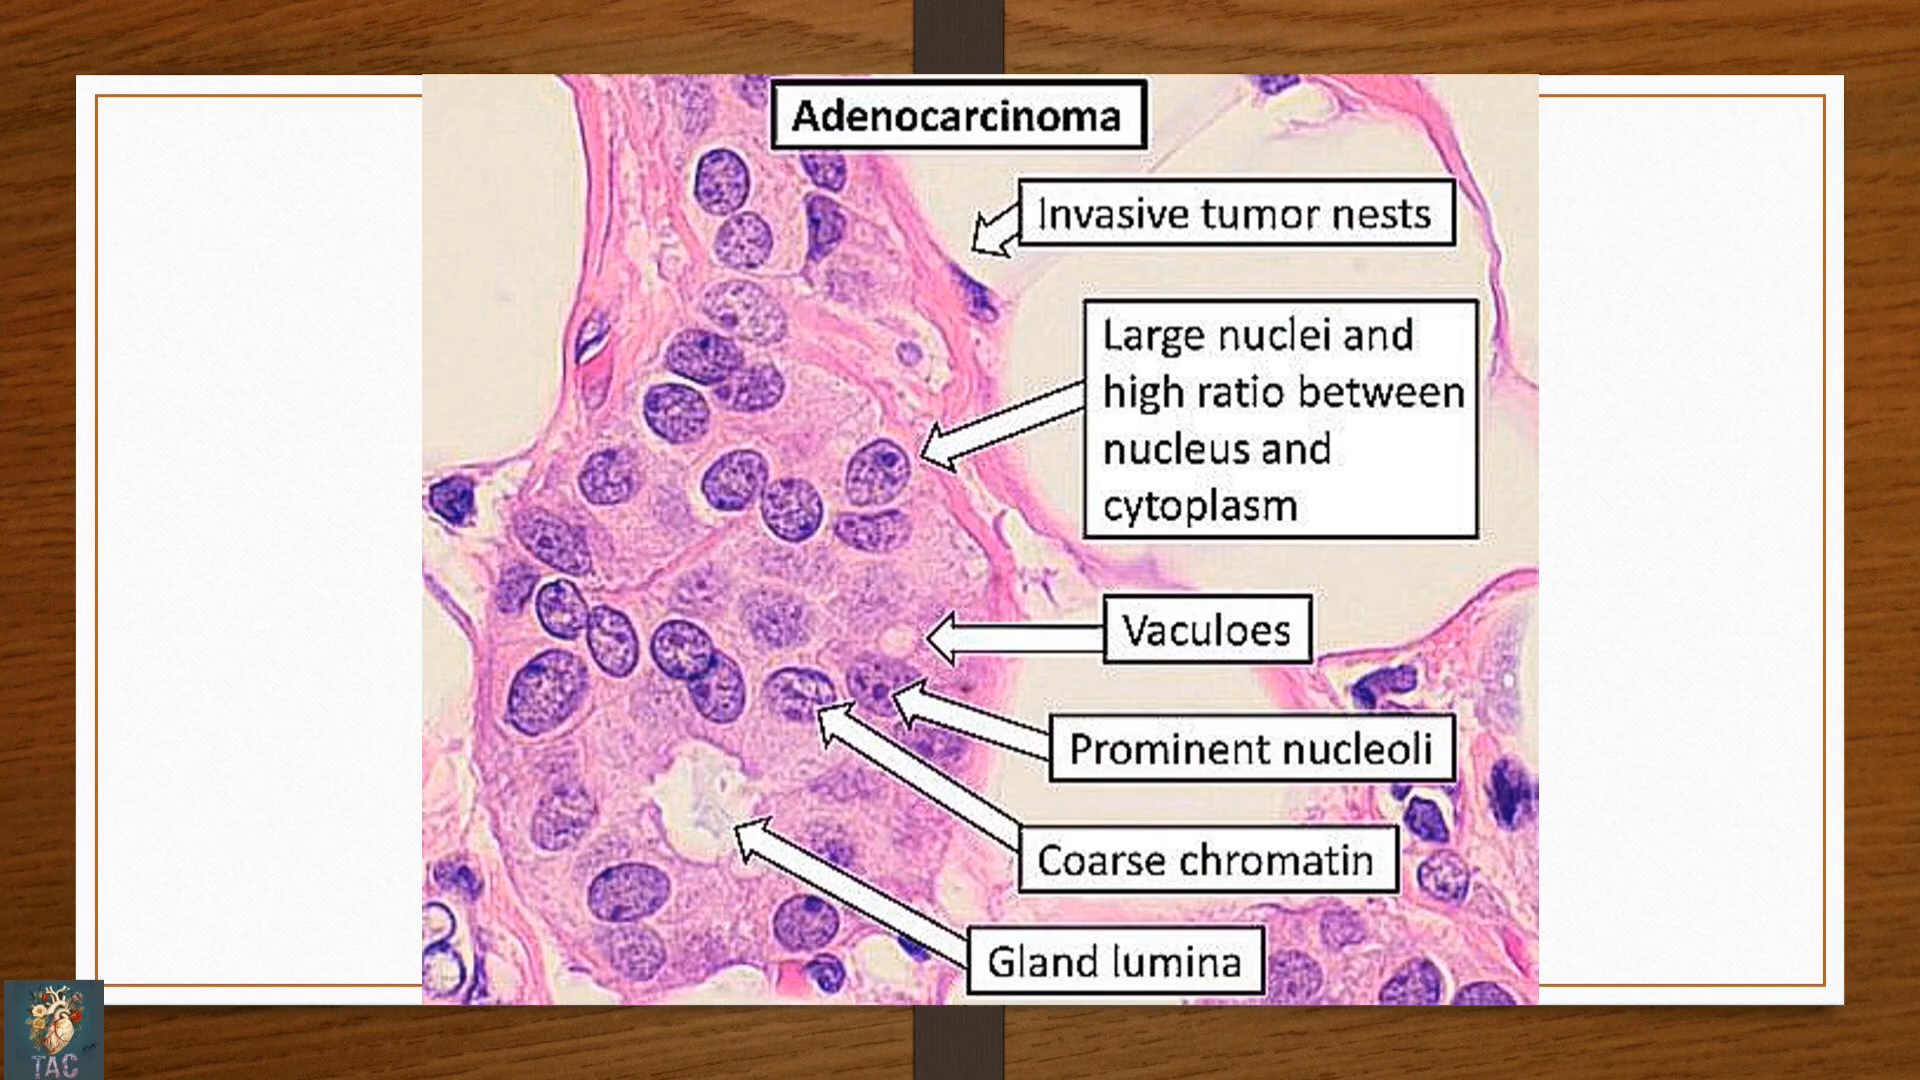 Adenocarcinoma
Invasive tumor nests
Large nuclei and
high ratio between
nucleus and
cytoplasm
Vaculoes
Prominent nucleoli
Coarse chromatin
Gland lumina
TAC